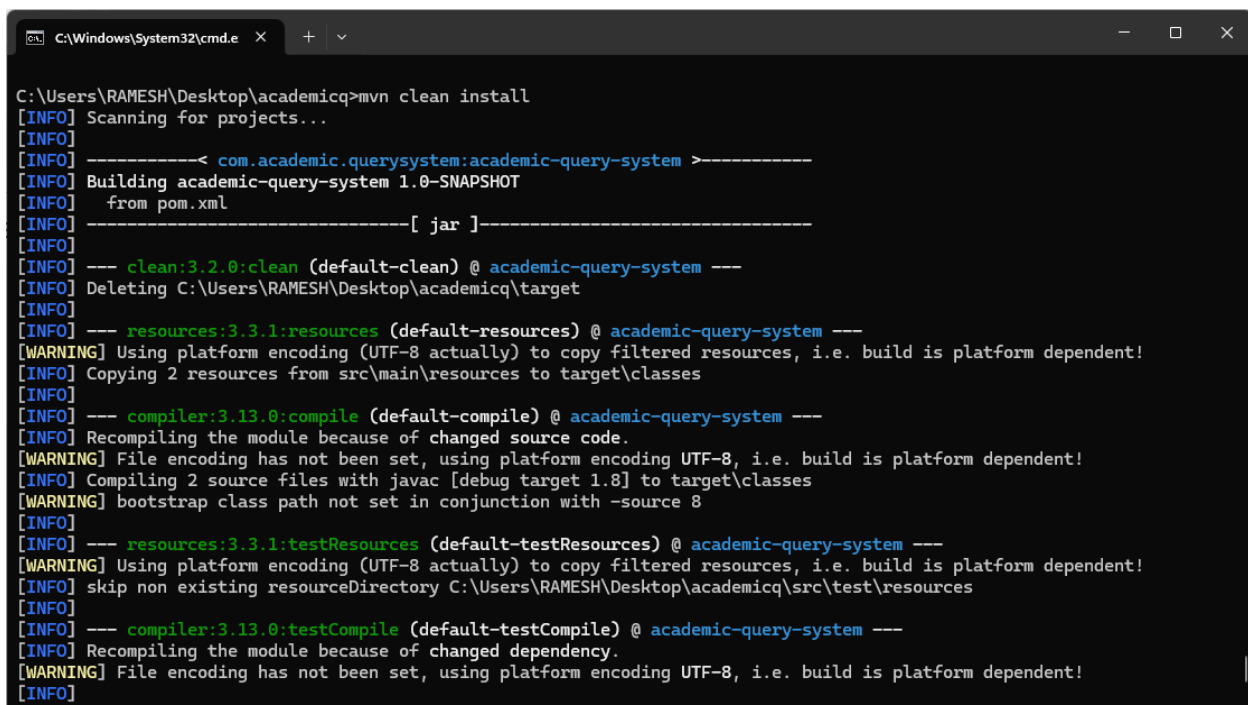 C:\Windows\System32\cmd.e
C:\Users\RAMESH\Desktop\academicq>mvn clean install
[INFO] Scanning for projects...
[INFO]
[INFO] -----------< com.academic.querysystem:academic-query-system >-----------
[INFO] Building academic-query-system 1.0-SNAPSHOT
[INFO]   from pom.xml
[INFO] --------------------------------[ jar ]---------------------------------
[INFO]
[INFO] --- clean:3.2.0:clean (default-clean) @ academic-query-system ---
[INFO] Deleting C:\Users\RAMESH\Desktop\academicq\target
[INFO]
[INFO] --- resources:3.3.1:resources (default-resources) @ academic-query-system ---
[WARNING] Using platform encoding (UTF-8 actually) to copy filtered resources, i.e. build is platform dependent!
[INFO] Copying 2 resources from src\main\resources to target\classes
[INFO]
[INFO] --- compiler:3.13.0:compile (default-compile) @ academic-query-system ---
[INFO] Recompiling the module because of changed source code.
[WARNING] File encoding has not been set, using platform encoding UTF-8, i.e. build is platform dependent!
[INFO] Compiling 2 source files with javac [debug target 1.8] to target\classes
[WARNING] bootstrap class path not set in conjunction with -source 8
[INFO]
[INFO] --- resources:3.3.1:testResources (default-testResources) @ academic-query-system ---
[WARNING] Using platform encoding (UTF-8 actually) to copy filtered resources, i.e. build is platform dependent!
[INFO] skip non existing resourceDirectory C:\Users\RAMESH\Desktop\academicq\src\test\resources
[INFO]
[INFO] --- compiler:3.13.0:testCompile (default-testCompile) @ academic-query-system ---
[INFO] Recompiling the module because of changed dependency.
[WARNING] File encoding has not been set, using platform encoding UTF-8, i.e. build is platform dependent!
[INFO]